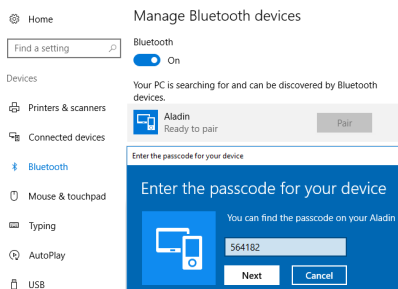 Home
Find a setting
Devices
Printers & scanners
Connected devices
Bluetooth
Mouse & touchpad
Typing
AutoPlay
USB
Manage Bluetooth devices
Bluetooth
On
Your PC is searching for and can be discovered by Bluetooth
devices.
Aladin
Ready to pair
Pair
Enter the passcode for your device
Enter the passcode for your device
You can find the passcode on your Aladin
564182
Next
Cancel